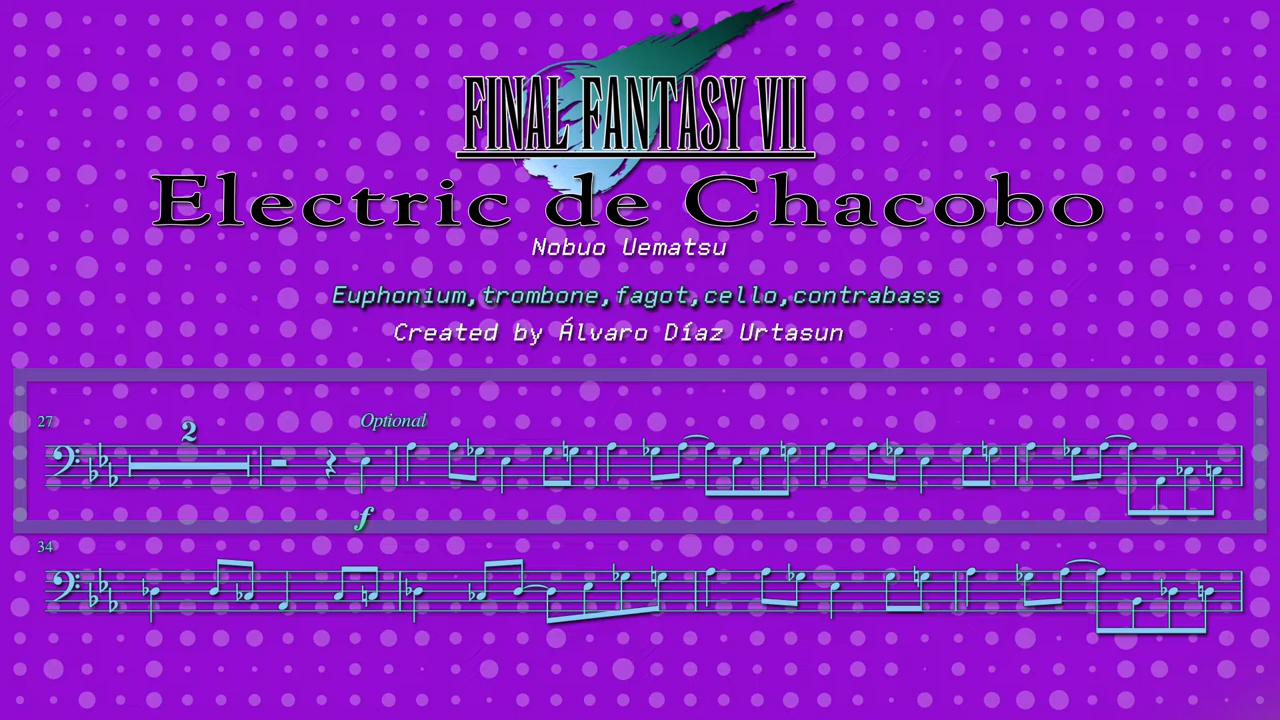 FINAL FANTASY VII
Electric de Chacobo
Nobuo Uematsu
Euphonium,trombone,fagot,cello,contrabass
Created by Álvaro Díaz Urtasun
27
2
Optional
f
34